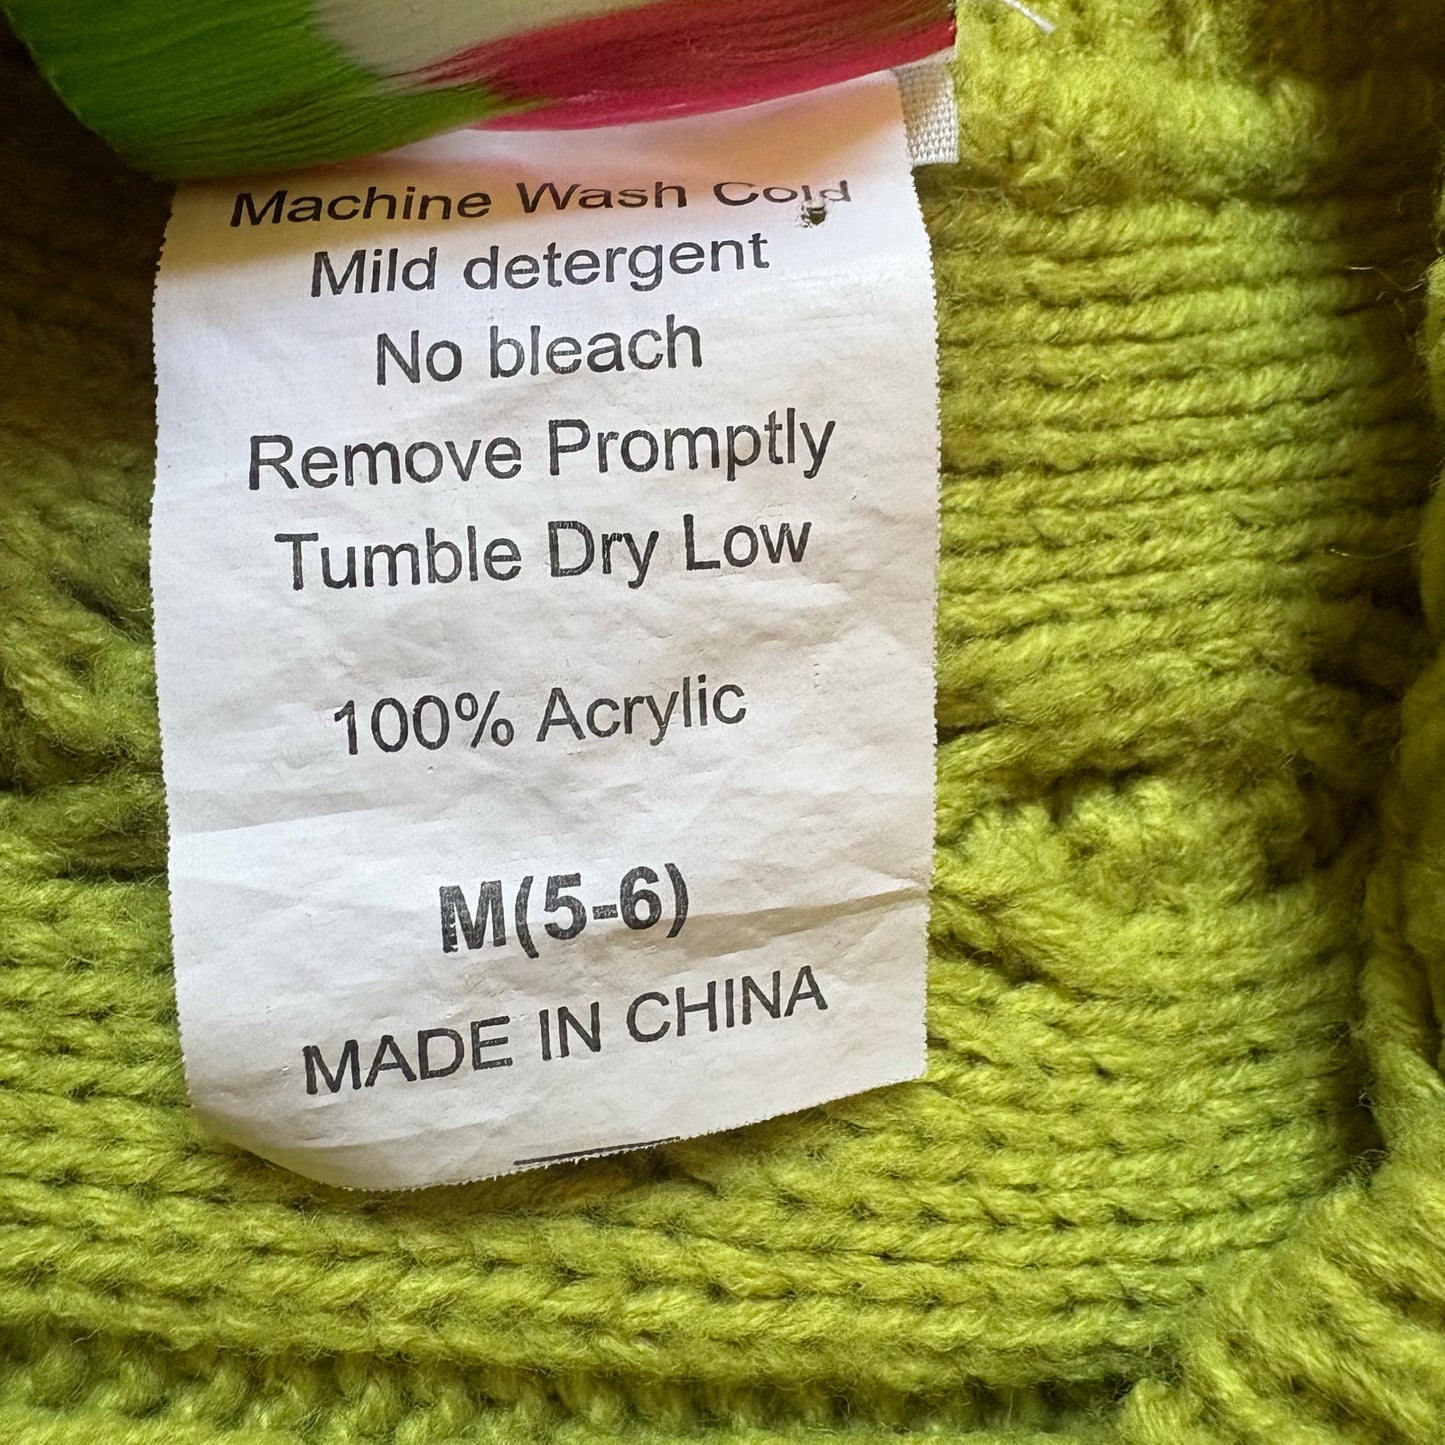 Machine Wash Cold
Mild detergent
No bleach
Remove Promptly
Tumble Dry Low
100% Acrylic
M(5-6)
MADE IN CHINA